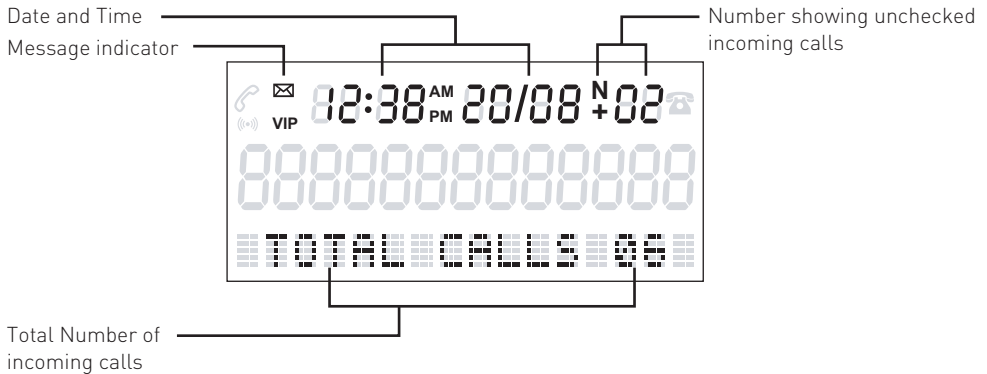 Date and Time
Message indicator
Number showing unchecked
incoming calls
VIP 12:38 AM PM 20/08 N + 02
TOTAL CALLS 06
Total Number of
incoming calls